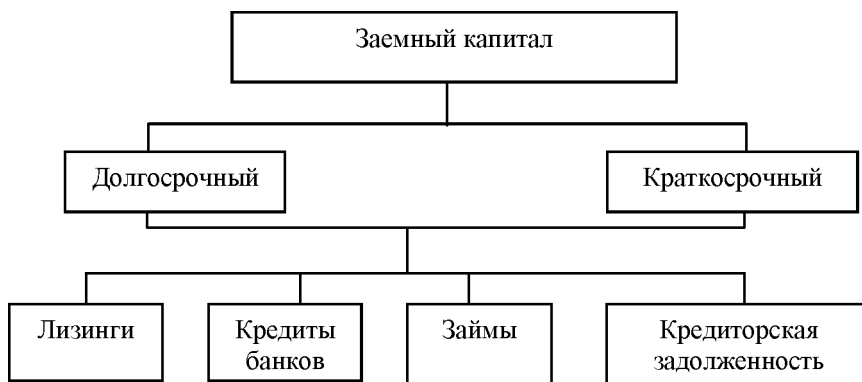 Заемный капитал
Долгосрочный
Краткосрочный
Лизинги
Кредиты
банков
Займы
Кредиторская
задолженность